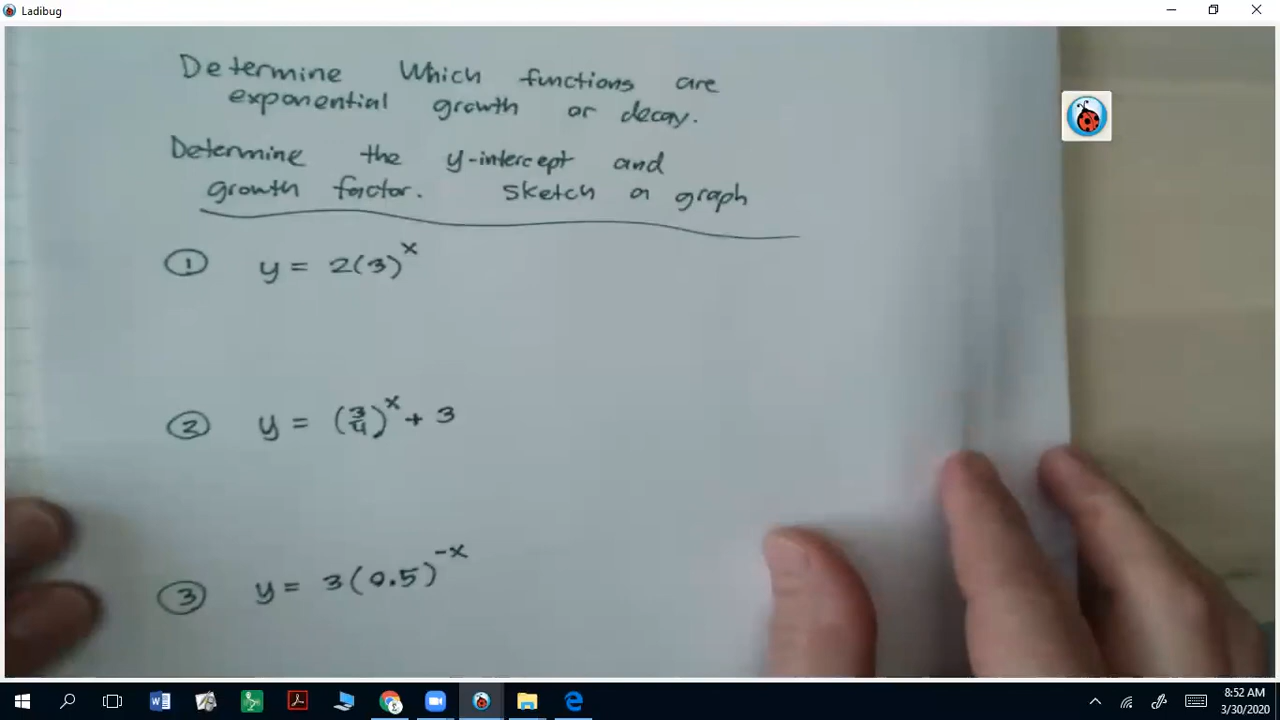 Ladibug
Determine Which functions are
exponential growth or decay.
Determine the y-intercept and
growth factor. Sketch a graph
① y = 2(3)^x
② y = (3/4)^x + 3
③ y = 3(0.5)^-x
8:52 AM
3/30/2020